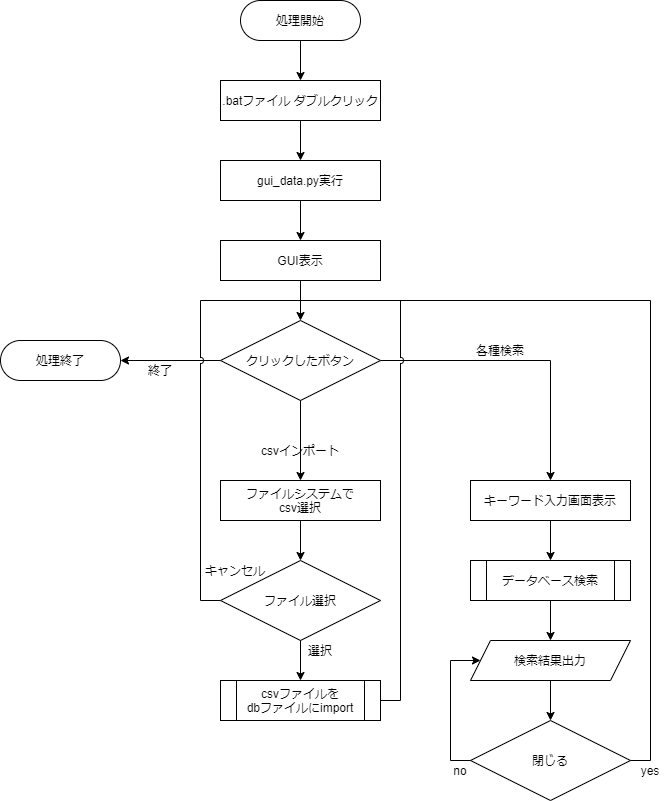 処理開始
.batファイル ダブルクリック
gui_data.py実行
GUI表示
クリックしたボタン
処理終了
終了
各種検索
csvインポート
ファイルシステムで
csv選択
キーワード入力画面表示
キャンセル
ファイル選択
データベース検索
選択
検索結果出力
csvファイルを
dbファイルにimport
閉じる
no
yes